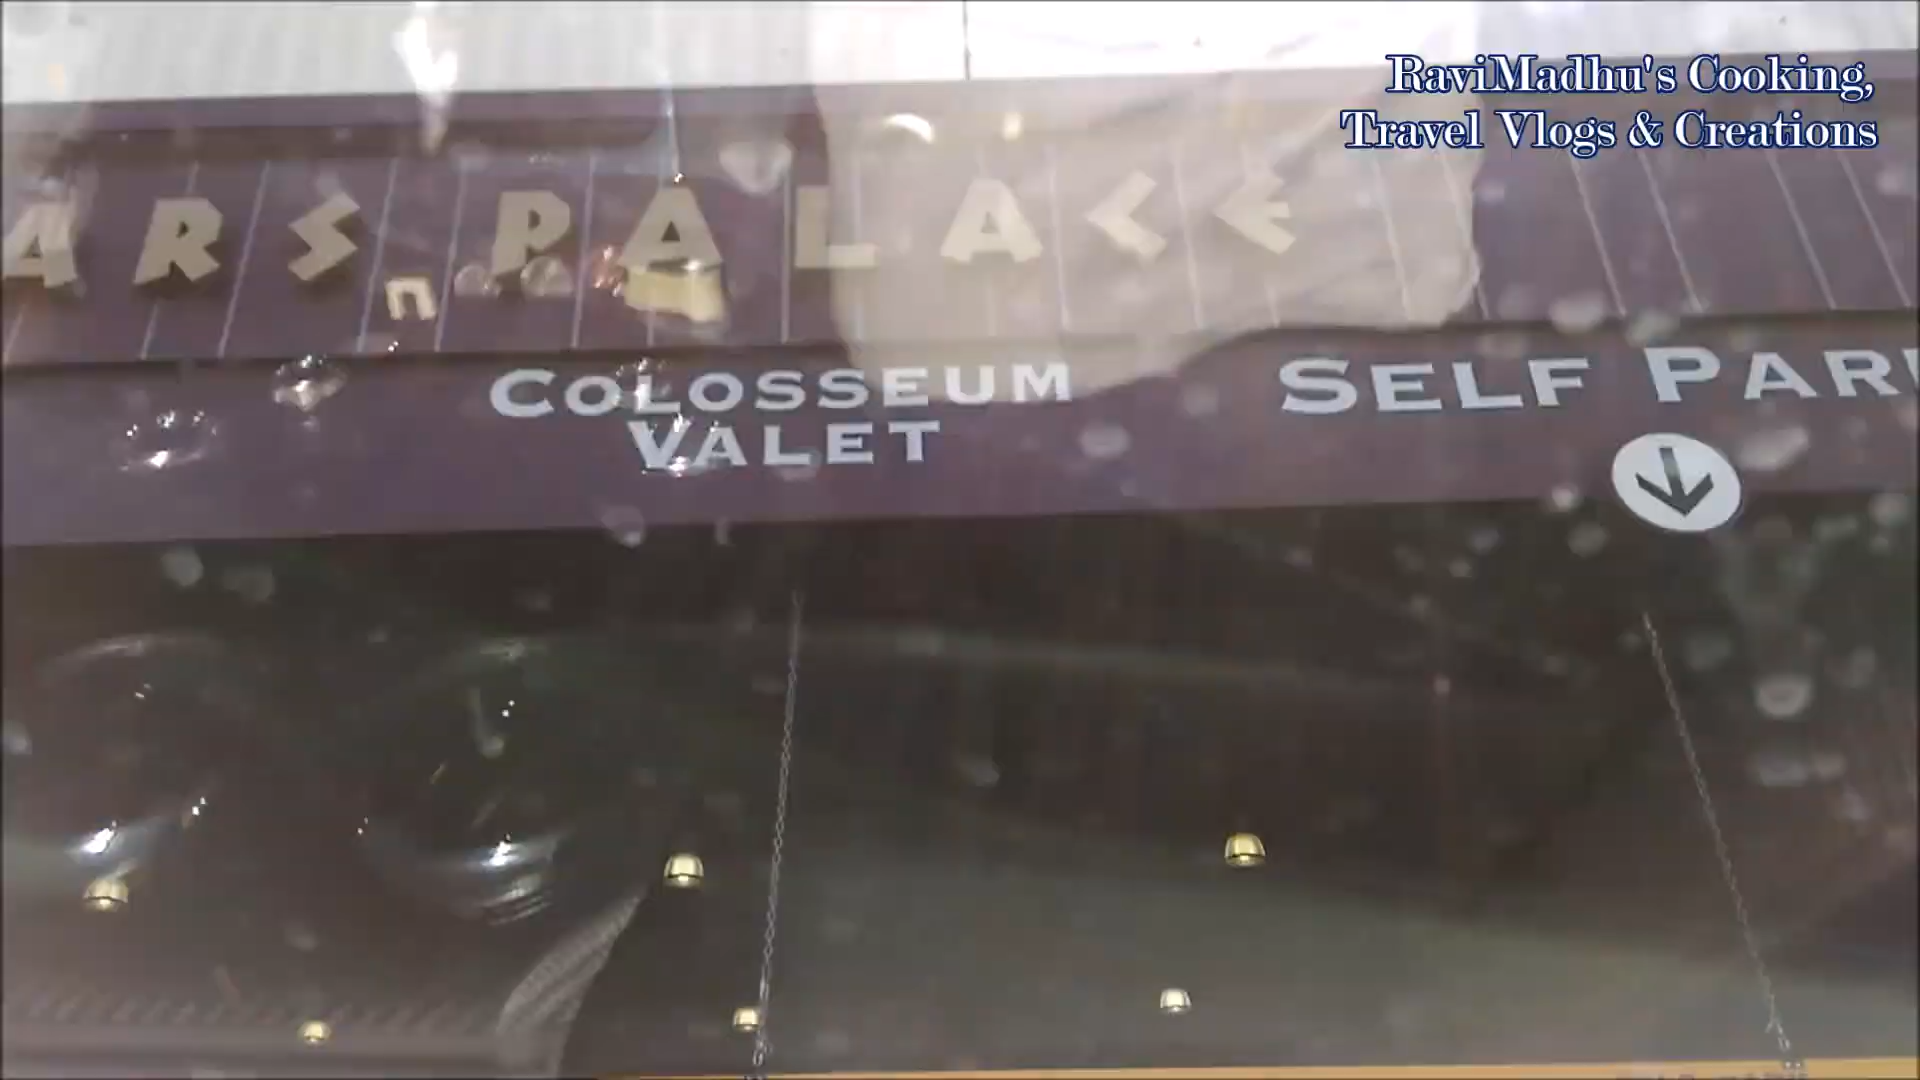 RaviMadhu's Cooking,
Travel Vlogs & Creations
ARS PALACE
COLOSSEUM
VALET
SELF PAR